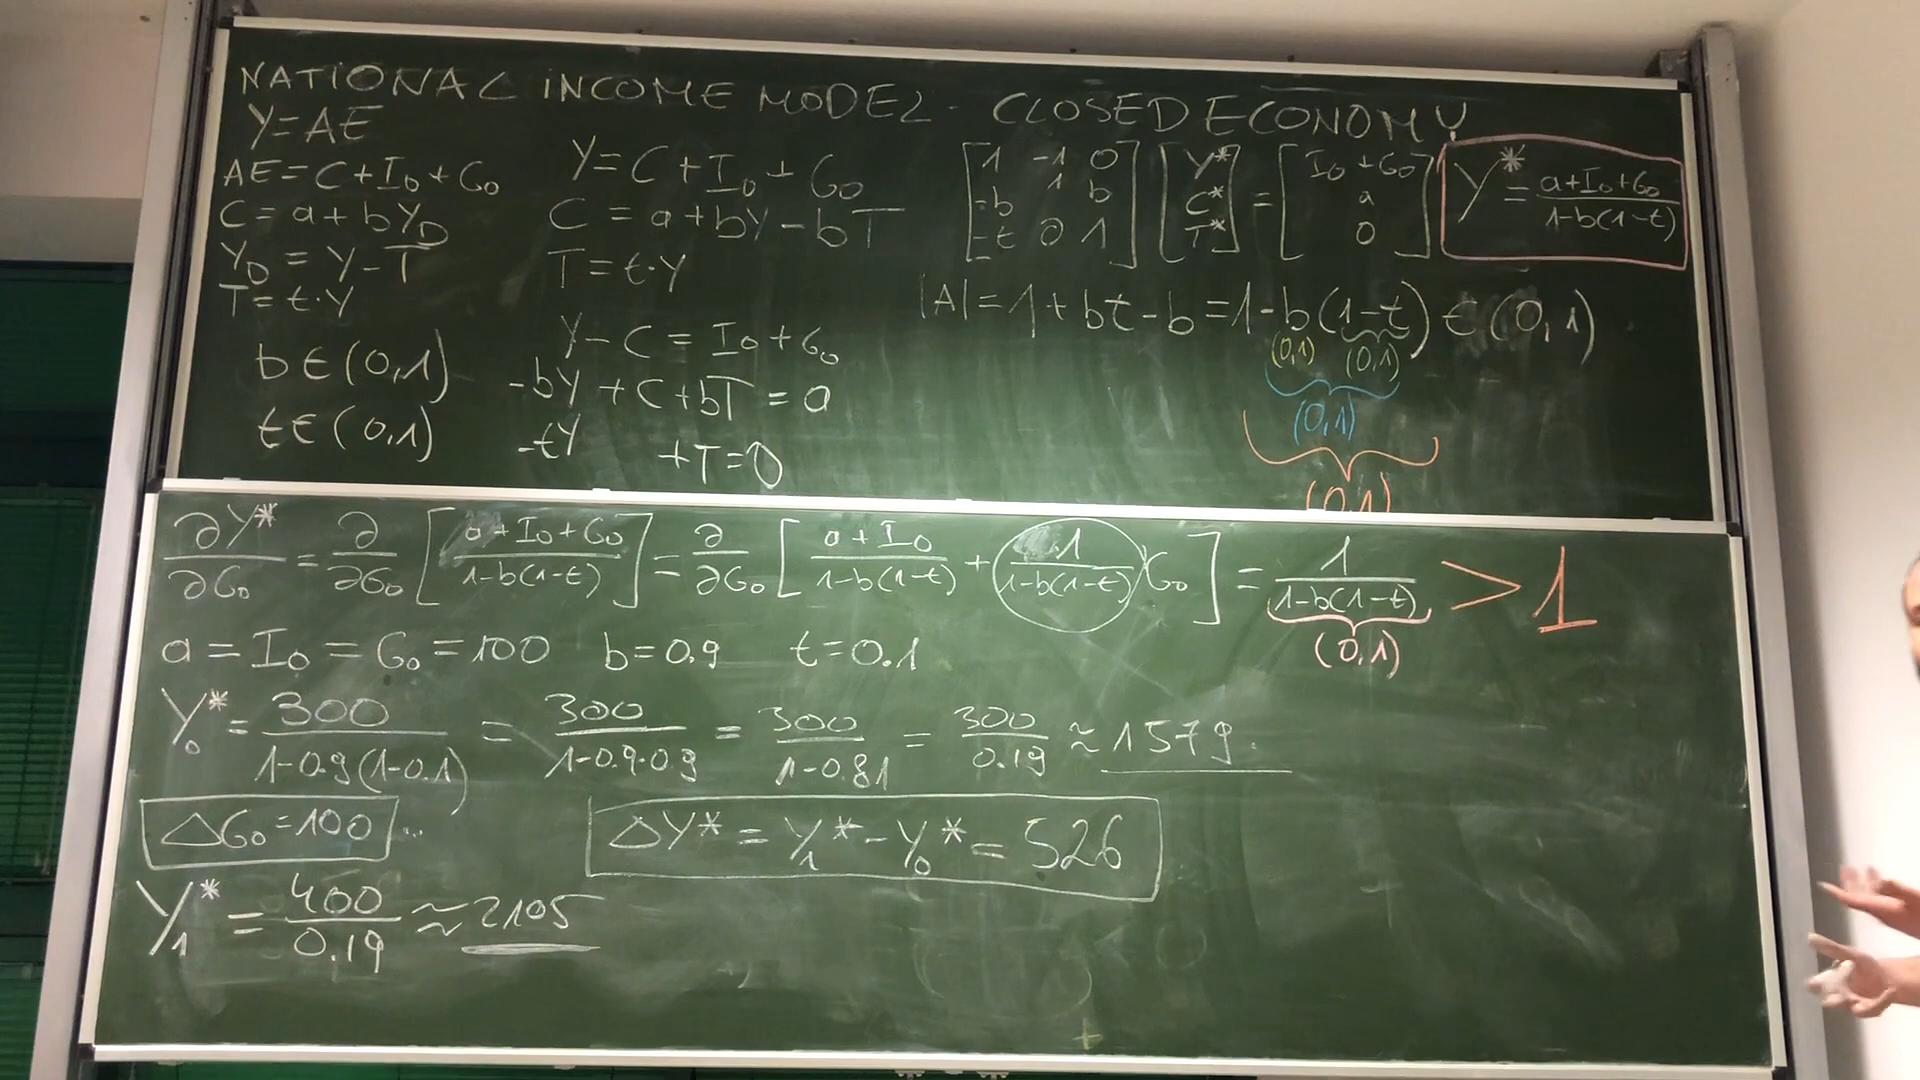 NATIONAL INCOME MODEL - CLOSED ECONOMY
Y=AE
AE=C+I₀+G₀
C=a+bY_D
Y_D=Y-T
T=t·Y
b∈(0,1)
t∈(0,1)
Y=C+I₀+G₀
C=a+bY-bT
T=t·Y
Y-C=I₀+G₀
-bY+C+bT=a
-tY +T=0
[1 -1 0] [Y*] = [I₀+G₀]
[-b 1 b] [C*] [a]
[-t 0 1] [T*] [0]
Y*=(a+I₀+G₀)/(1-b(1-t))
|A|=1+bt-b=1-b(1-t)∈(0,1)
(0,1) (0,1)
(0,1)
(0,1)
∂Y*/∂G₀ = ∂/∂G₀ [(a+I₀+G₀)/(1-b(1-t))] = ∂/∂G₀ [(a+I₀)/(1-b(1-t)) + 1/(1-b(1-t)) G₀] = 1/(1-b(1-t)) > 1
(0,1)
a=I₀=G₀=100 b=0.9 t=0.1
Y₀*=300/(1-0.9(1-0.1)) = 300/(1-0.9·0.9) = 300/(1-0.81) = 300/0.19 ≈ 1579.
ΔG₀=100 ...
ΔY*=Y₁*-Y₀*=526
Y₁*=400/0.19≈2105